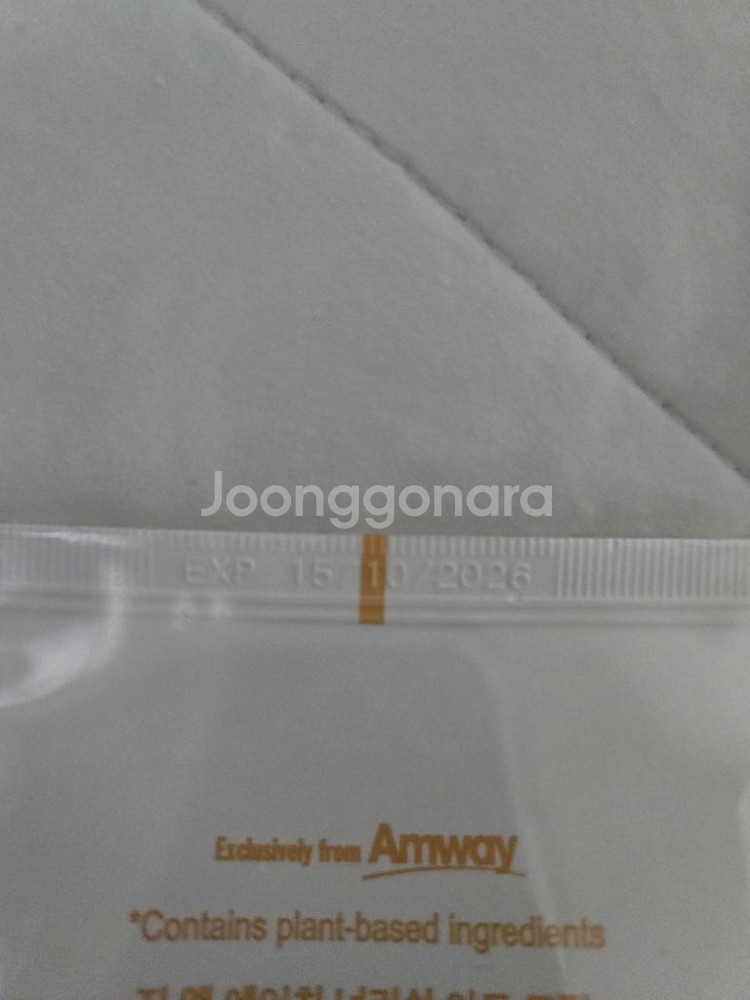 Joonggonara
EXP 15/10/2026
Exclusively from Amway
*Contains plant-based ingredients